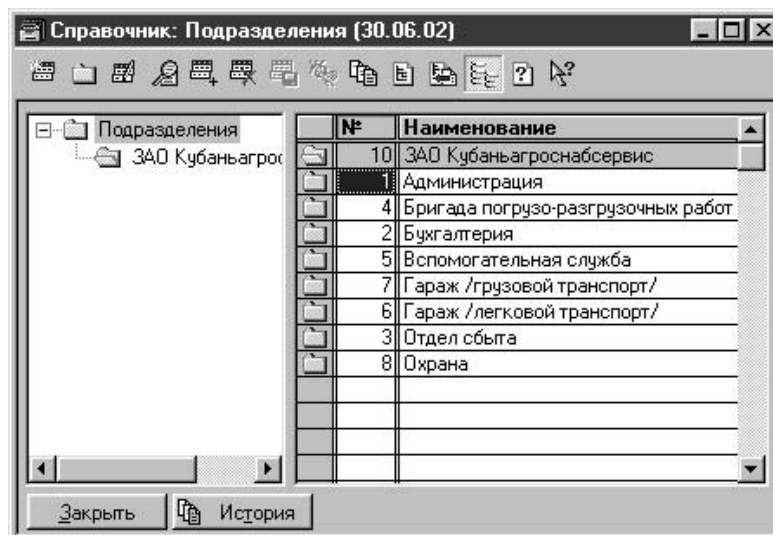 Справочник: Подразделения (30.06.02)
Подразделения
ЗАО Кубаньагрос
№ Наименование
10 ЗАО Кубаньагроснабсервис
1 Администрация
4 Бригада погрузо-разгрузочных работ
2 Бухгалтерия
5 Вспомогательная служба
7 Гараж /грузовой транспорт/
6 Гараж /легковой транспорт/
3 Отдел сбыта
8 Охрана
Закрыть История